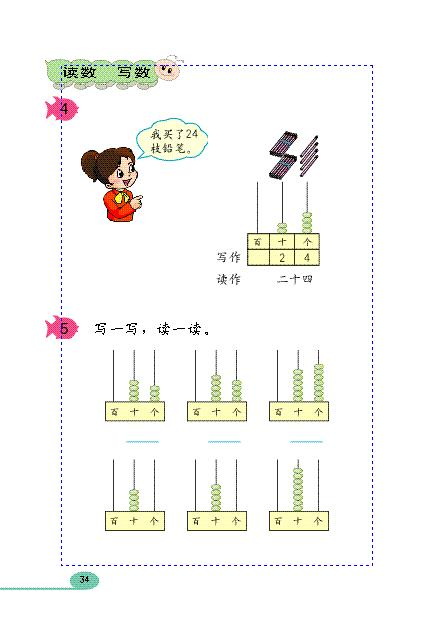 读数 写数
4
我买了24
枝铅笔。
百 十 个
写作 2 4
读作 二十四
5 写一写，读一读。
百 十 个 百 十 个 百 十 个
百 十 个 百 十 个 百 十 个
34